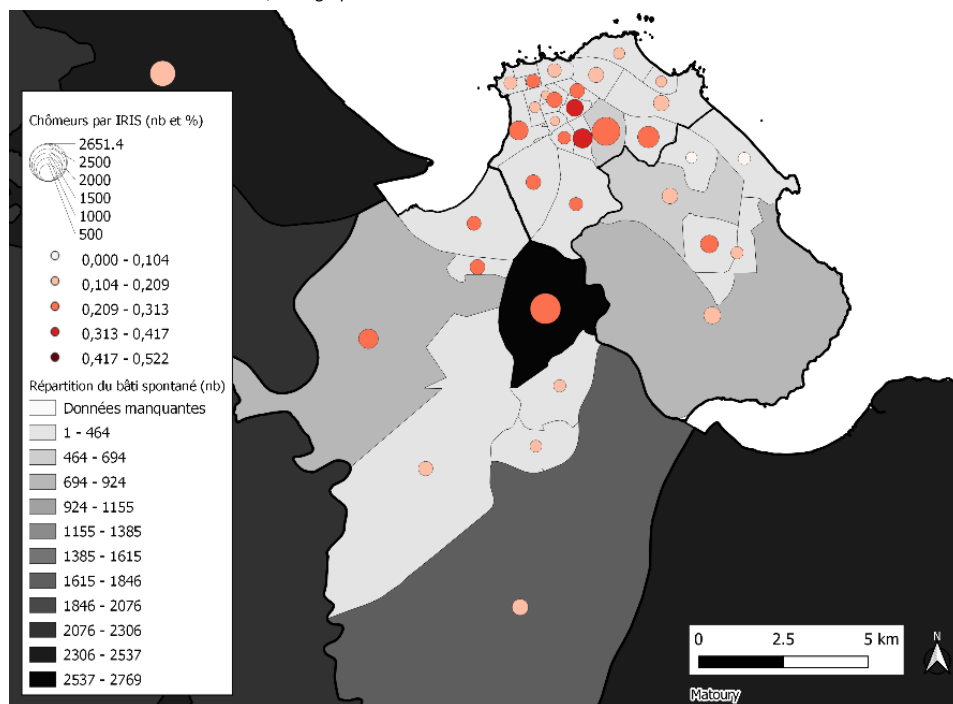 Chômeurs par IRIS (nb et %)
2651.4
2500
2000
1500
1000
500
0,000 - 0,104
0,104 - 0,209
0,209 - 0,313
0,313 - 0,417
0,417 - 0,522
Répartition du bâti spontané (nb)
Données manquantes
1 - 464
464 - 694
694 - 924
924 - 1155
1155 - 1385
1385 - 1615
1615 - 1846
1846 - 2076
2076 - 2306
2306 - 2537
2537 - 2769
0 2.5 5 km
N
Matoury